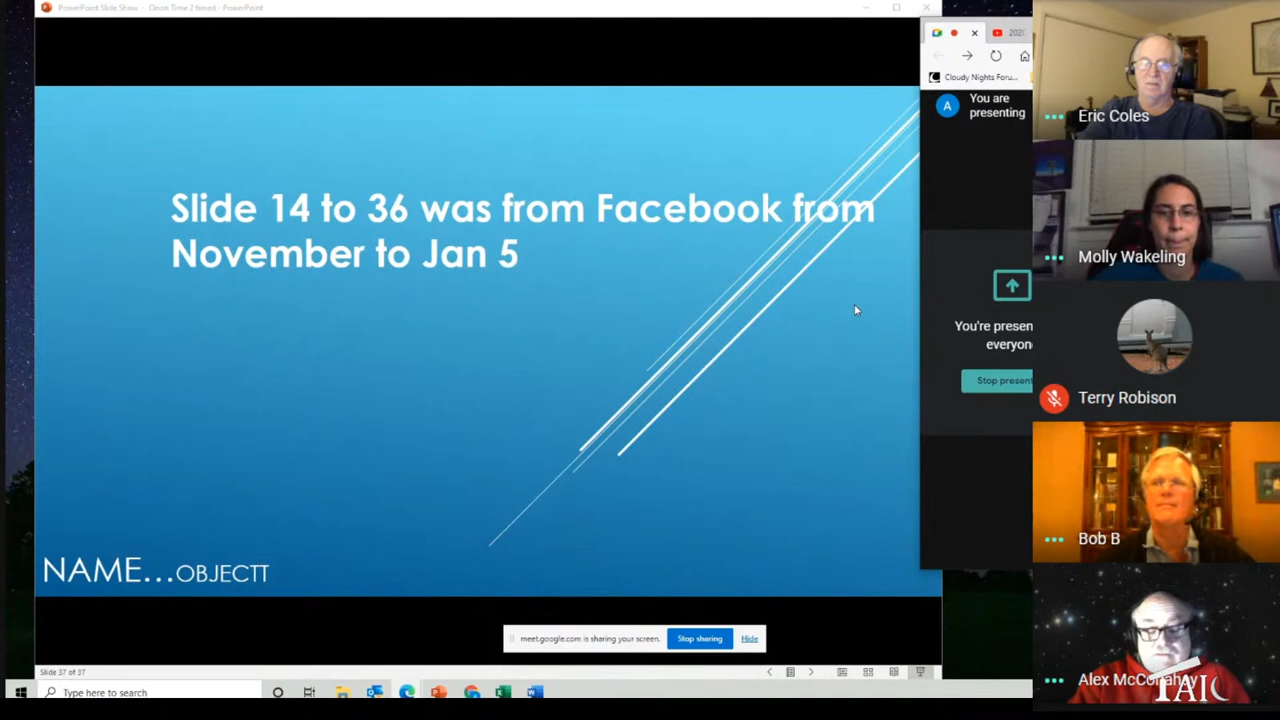 PowerPoint Slide Show - Orion Time 2 timed - PowerPoint
2020
Cloudy Nights Foru...
A
You are
presenting
Slide 14 to 36 was from Facebook from
November to Jan 5
You're presen
everyon
Stop present
NAME...OBJECTT
meet.google.com is sharing your screen.
Stop sharing
Hide
Slide 37 of 37
Type here to search
Eric Coles
Molly Wakeling
Terry Robison
Bob B
Alex McConahay
TAIC